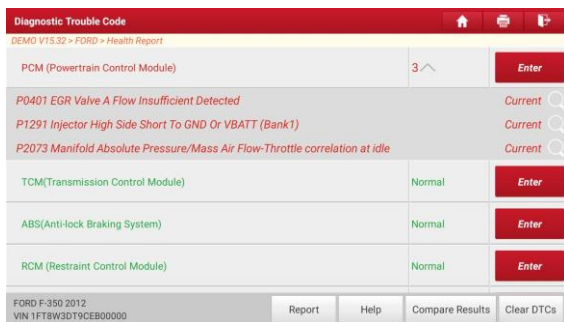 Diagnostic Trouble Code
DEMO V15.32 > FORD > Health Report
PCM (Powertrain Control Module) 3 Enter
P0401 EGR Valve A Flow Insufficient Detected Current
P1291 Injector High Side Short To GND Or VBATT (Bank1) Current
P2073 Manifold Absolute Pressure/Mass Air Flow-Throttle correlation at idle Current
TCM(Transmission Control Module) Normal Enter
ABS(Anti-lock Braking System) Normal Enter
RCM (Restraint Control Module) Normal Enter
FORD F-350 2012
VIN 1FT8W3DT9CEB00000
Report Help Compare Results Clear DTCs